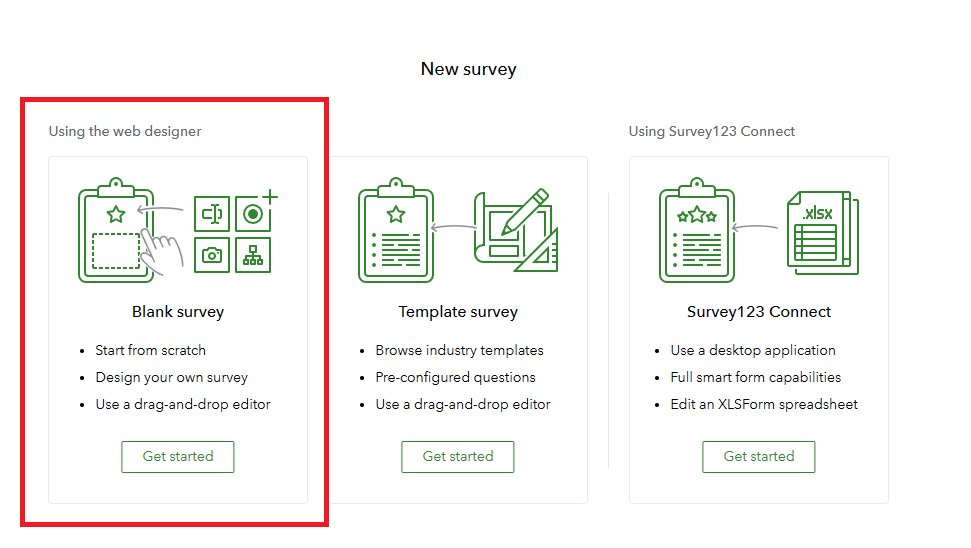 New survey
Using the web designer
Blank survey
Start from scratch
Design your own survey
Use a drag-and-drop editor
Get started
Template survey
Browse industry templates
Pre-configured questions
Use a drag-and-drop editor
Get started
Using Survey123 Connect
.xlsx
Survey123 Connect
Use a desktop application
Full smart form capabilities
Edit an XLSForm spreadsheet
Get started